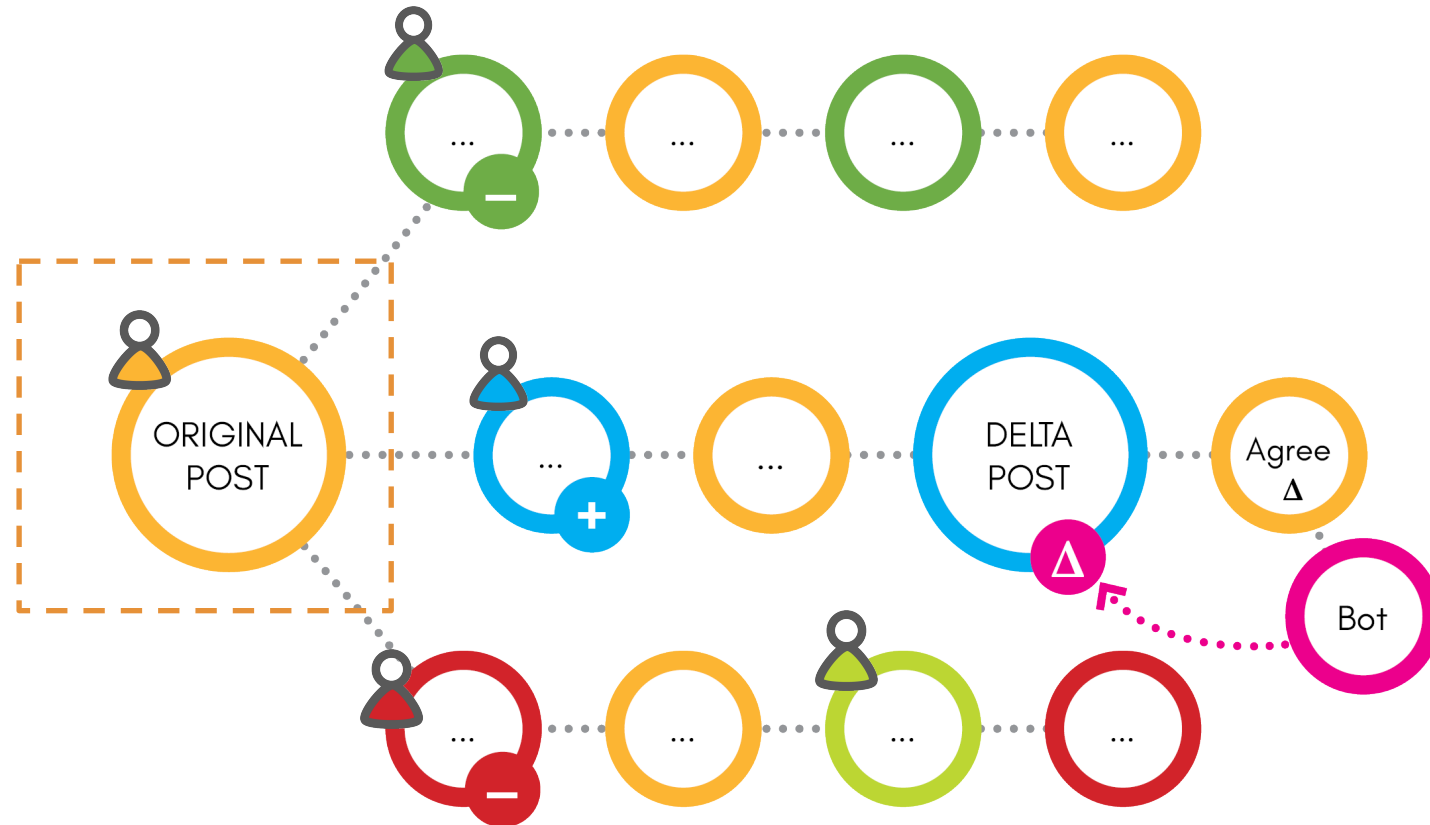 ... ... ... ...
–
ORIGINAL
POST
... ...
+
DELTA
POST
Δ
Agree
Δ
Bot
... ... ... ...
–